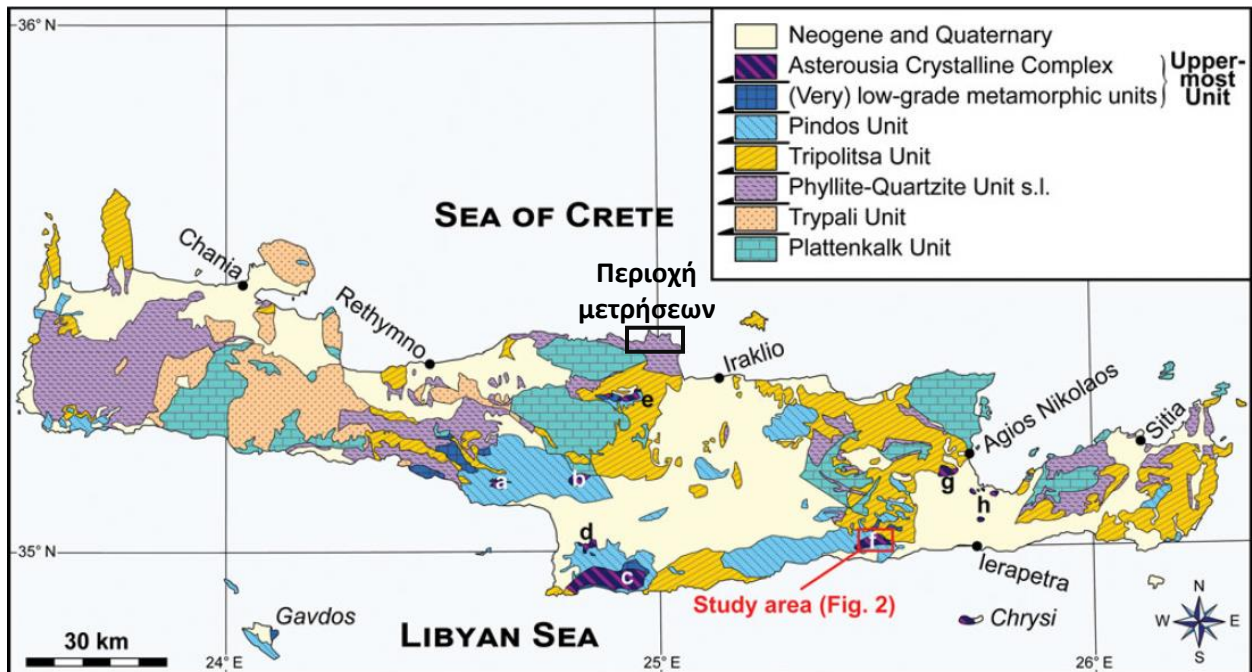 36° N
Neogene and Quaternary
Asterousia Crystalline Complex
(Very) low-grade metamorphic units
Upper-
most
Unit
Pindos Unit
Tripolitsa Unit
Phyllite-Quartzite Unit s.l.
Trypali Unit
Plattenkalk Unit
SEA OF CRETE
Chania
Rethymno
Περιοχή
μετρήσεων
Iraklio
Agios Nikolaos
Sitia
e
a
b
g
h
d
f
c
35° N
Ierapetra
Study area (Fig. 2)
Gavdos
Chrysi
LIBYAN SEA
30 km
24° E
25° E
26° E
N
W
E
S